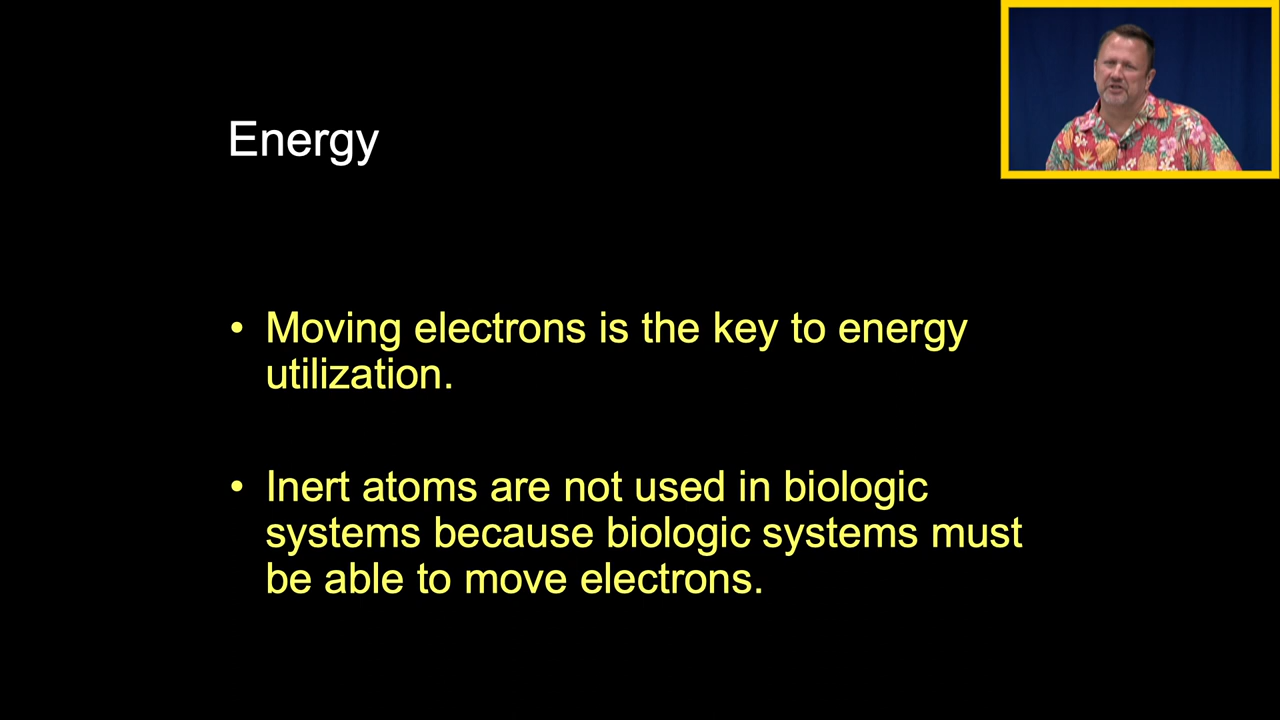 Energy
• Moving electrons is the key to energy
utilization.
• Inert atoms are not used in biologic
systems because biologic systems must
be able to move electrons.